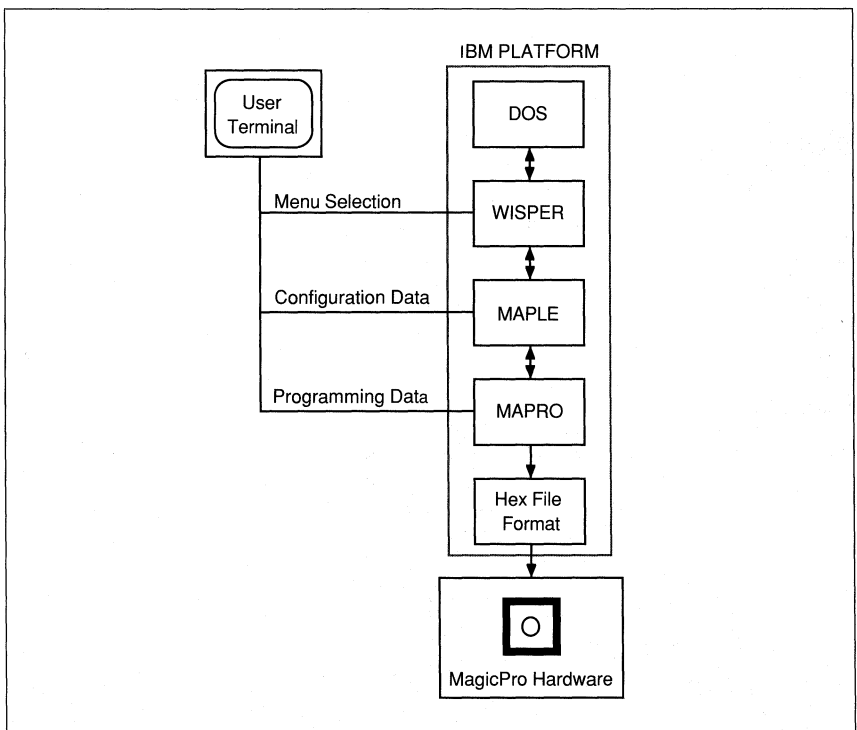 IBM PLATFORM
User
Terminal
DOS
Menu Selection
WISPER
Configuration Data
MAPLE
Programming Data
MAPRO
Hex File
Format
MagicPro Hardware